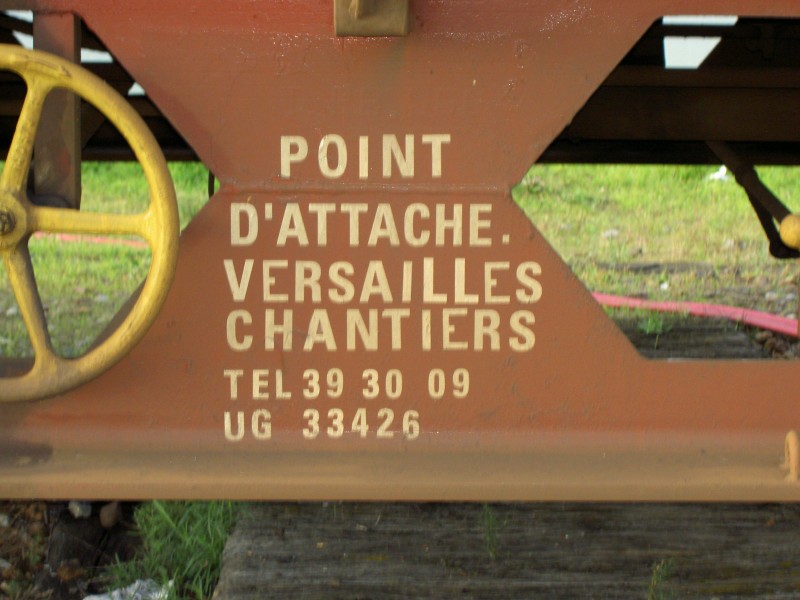 POINT
D'ATTACHE.
VERSAILLES
CHANTIERS
TEL 39 30 09
UG 33426